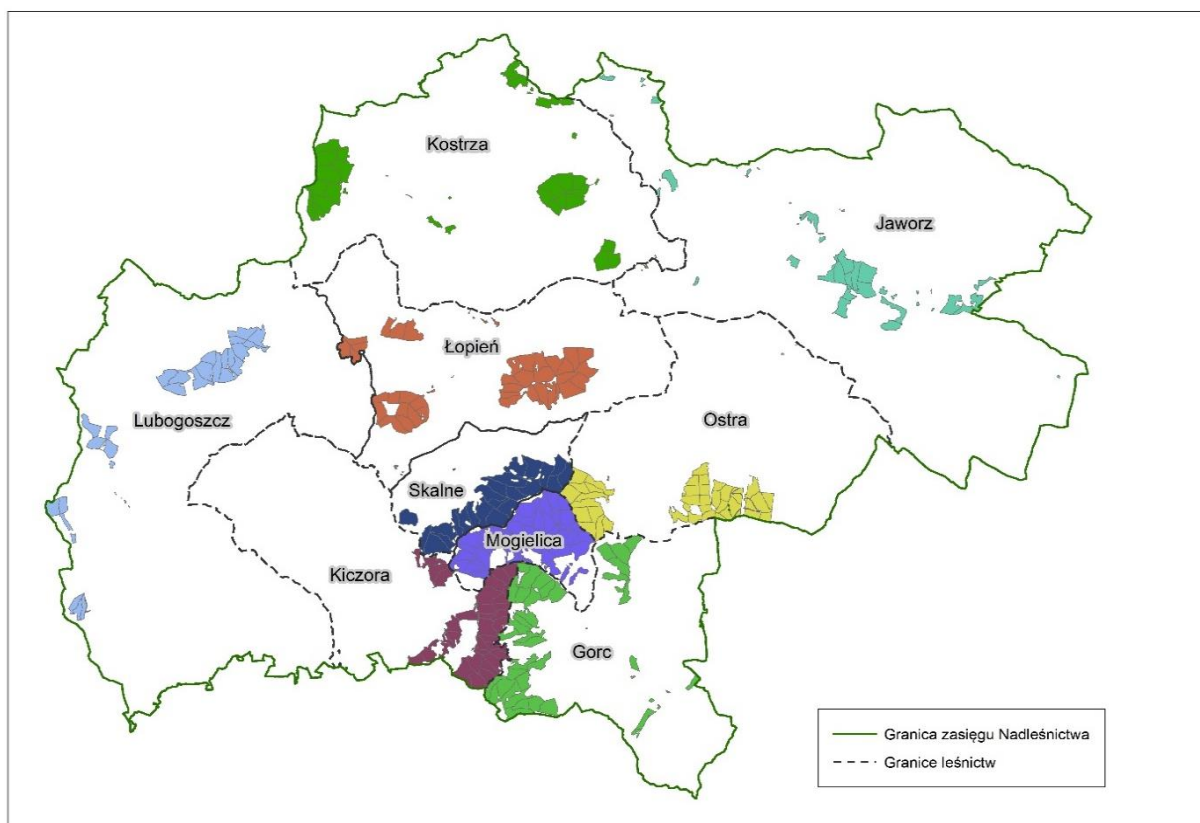 Kostrza
Jaworz
Łopień
Lubogoszcz
Ostra
Skalne
Mogielica
Kiczora
Gorc
Granica zasięgu Nadleśnictwa
Granice leśnictw